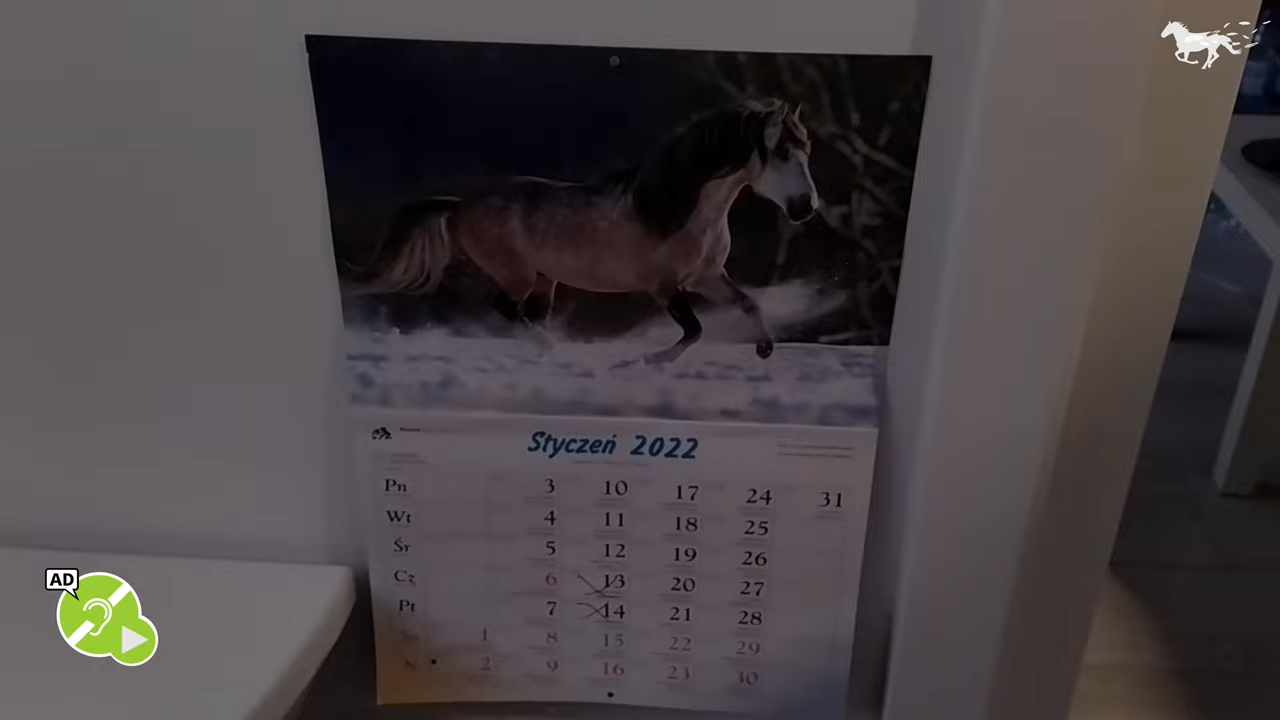 Styczeń 2022
Pn 3 10 17 24 31
Wt 4 11 18 25
Śr 5 12 19 26
Cz 6 13 20 27
Pt 7 14 21 28
So 1 8 15 22 29
N 2 9 16 23 30
AD